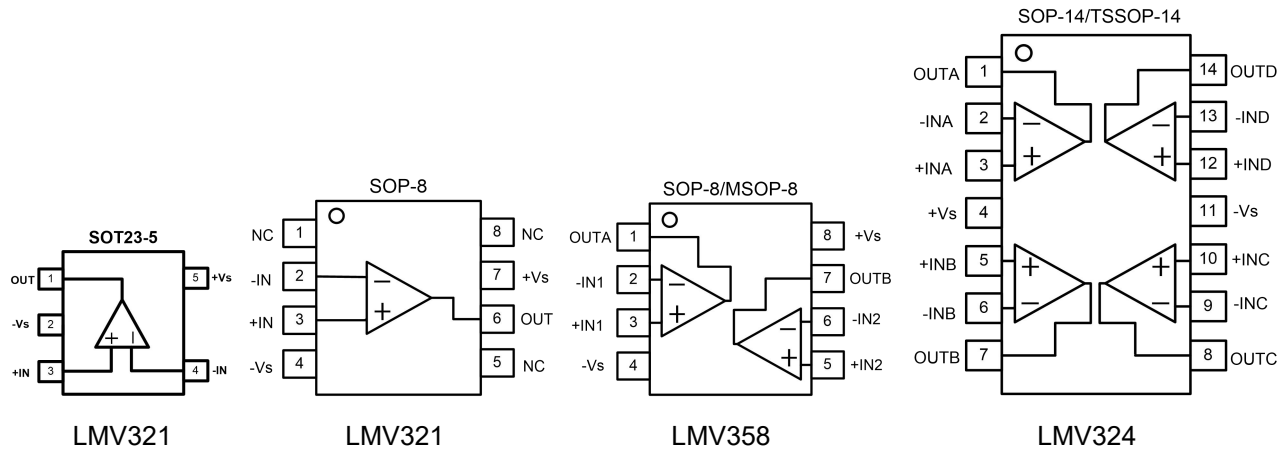 SOT23-5
OUT 1 5 +Vs
-Vs 2
+IN 3 4 -IN
+ −
LMV321
SOP-8
NC 1 8 NC
-IN 2 7 +Vs
+IN 3 6 OUT
-Vs 4 5 NC
−
+
LMV321
SOP-8/MSOP-8
OUTA 1 8 +Vs
-IN1 2 7 OUTB
+IN1 3 6 -IN2
-Vs 4 5 +IN2
− −
+ +
LMV358
SOP-14/TSSOP-14
OUTA 1 14 OUTD
-INA 2 13 -IND
+INA 3 12 +IND
+Vs 4 11 -Vs
+INB 5 10 +INC
-INB 6 9 -INC
OUTB 7 8 OUTC
− −
+ +
+ +
− −
LMV324